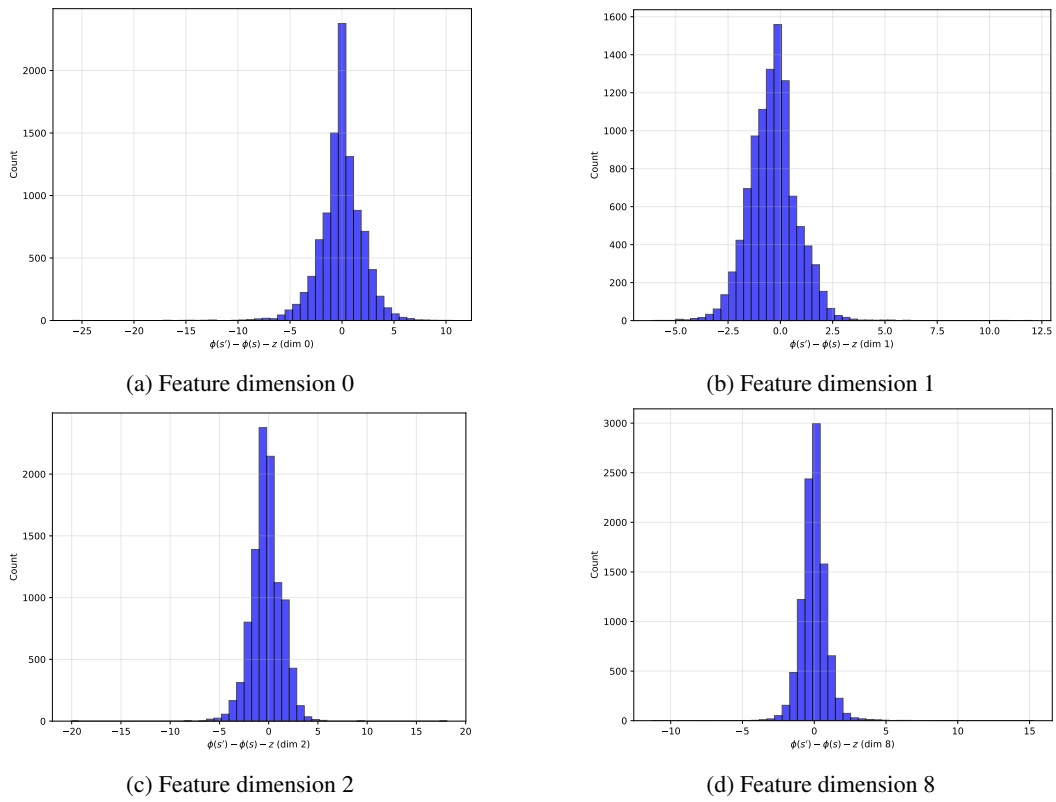 2000
1500
1000
500
0
Count
−25 −20 −15 −10 −5 0 5 10
ϕ(s′) − ϕ(s) − z (dim 0)
(a) Feature dimension 0
1600
1400
1200
1000
800
600
400
200
0
Count
−5.0 −2.5 0.0 2.5 5.0 7.5 10.0 12.5
ϕ(s′) − ϕ(s) − z (dim 1)
(b) Feature dimension 1
2000
1500
1000
500
0
Count
−20 −15 −10 −5 0 5 10 15 20
ϕ(s′) − ϕ(s) − z (dim 2)
(c) Feature dimension 2
3000
2500
2000
1500
1000
500
0
Count
−10 −5 0 5 10 15
ϕ(s′) − ϕ(s) − z (dim 8)
(d) Feature dimension 8